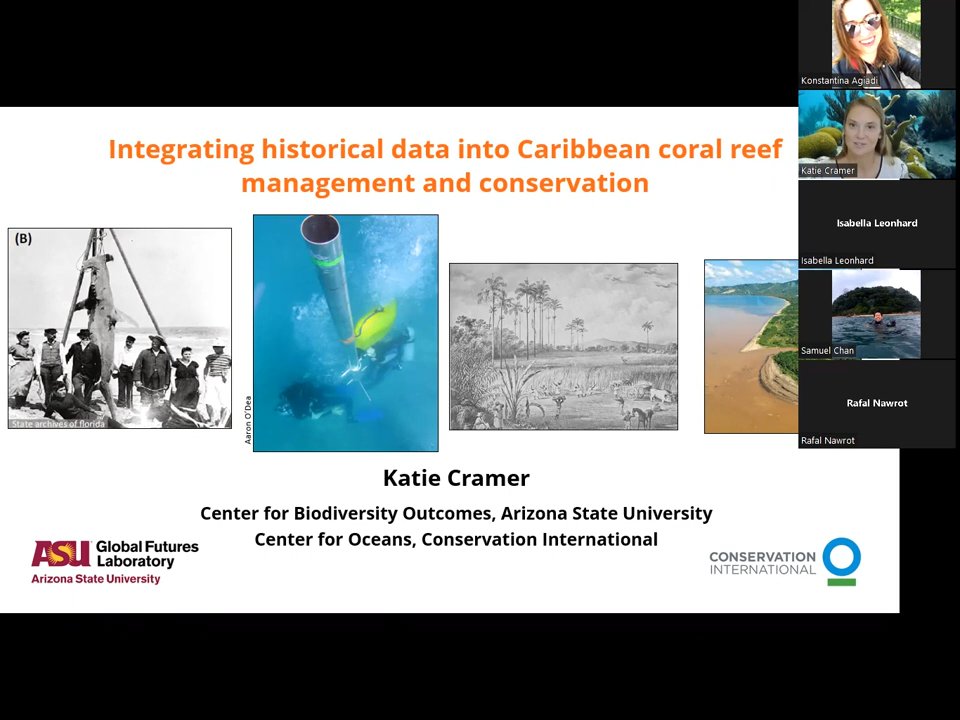 Integrating historical data into Caribbean coral reef
management and conservation
(B)
State archives of florida
Aaron O'Dea
Katie Cramer
Center for Biodiversity Outcomes, Arizona State University
Center for Oceans, Conservation International
ASU Global Futures
Laboratory
Arizona State University
CONSERVATION
INTERNATIONAL
Konstantina Agiadi
Katie Cramer
Isabella Leonhard
Isabella Leonhard
Samuel Chan
Rafal Nawrot
Rafal Nawrot